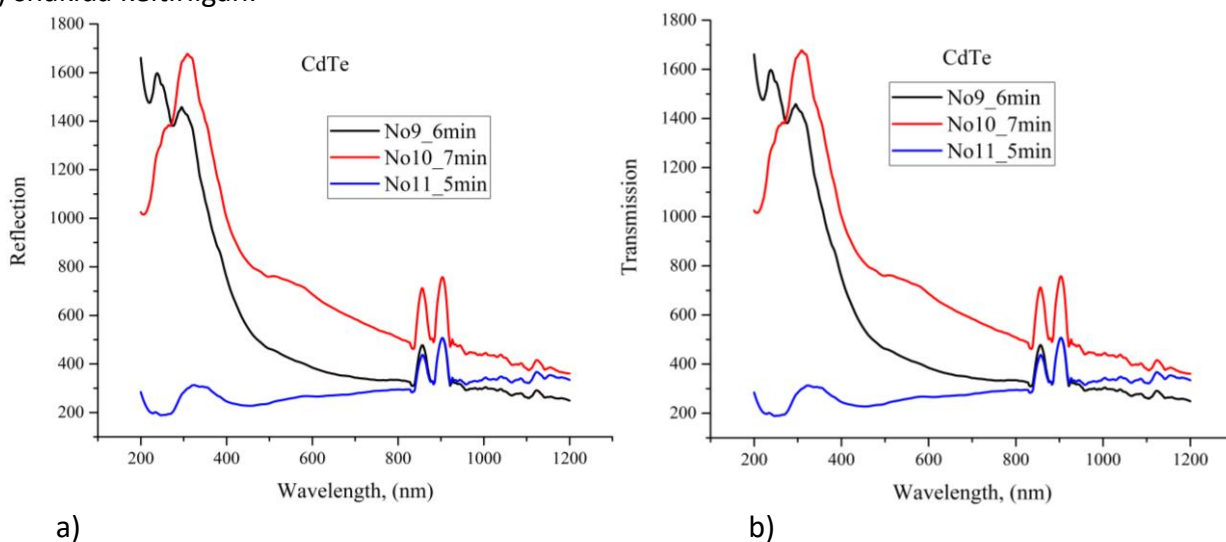 ) shaklda keltirilgan.
1800
1600
1400
1200
1000
800
600
400
200
Reflection
CdTe
No9_6min
No10_7min
No11_5min
200 400 600 800 1000 1200
Wavelength, (nm)
a)
1800
1600
1400
1200
1000
800
600
400
200
Transmission
CdTe
No9_6min
No10_7min
No11_5min
200 400 600 800 1000 1200
Wavelength, (nm)
b)